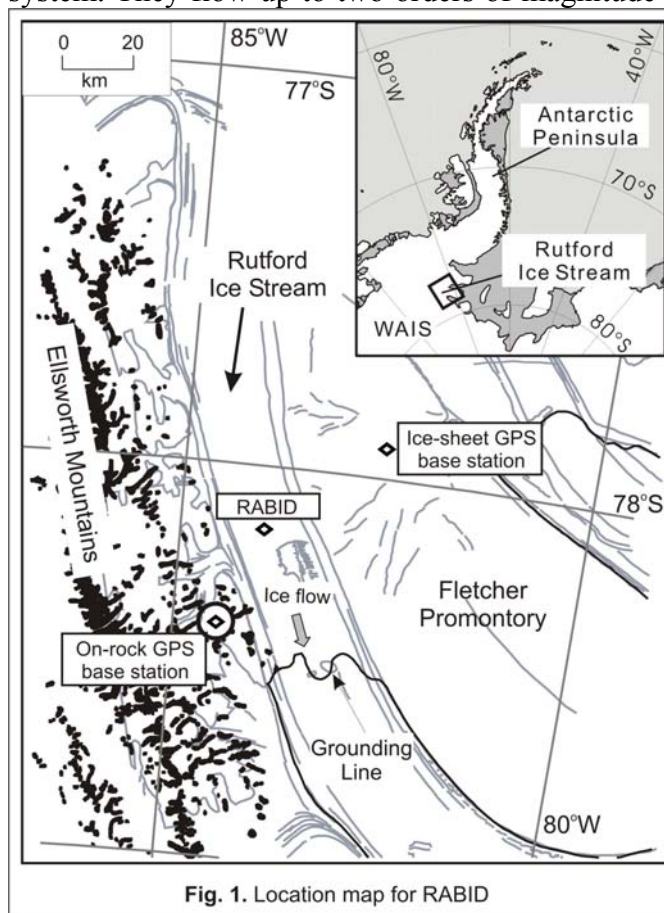 system. They flow up to two orders of magnitude
0 20
km
85°W
77°S
80°W
40°W
Antarctic
Peninsula
70°S
Rutford
Ice Stream
WAIS
80°S
Rutford
Ice Stream
Ellsworth Mountains
Ice-sheet GPS
base station
78°S
RABID
Ice flow
Fletcher
Promontory
On-rock GPS
base station
Grounding
Line
80°W
Fig. 1. Location map for RABID